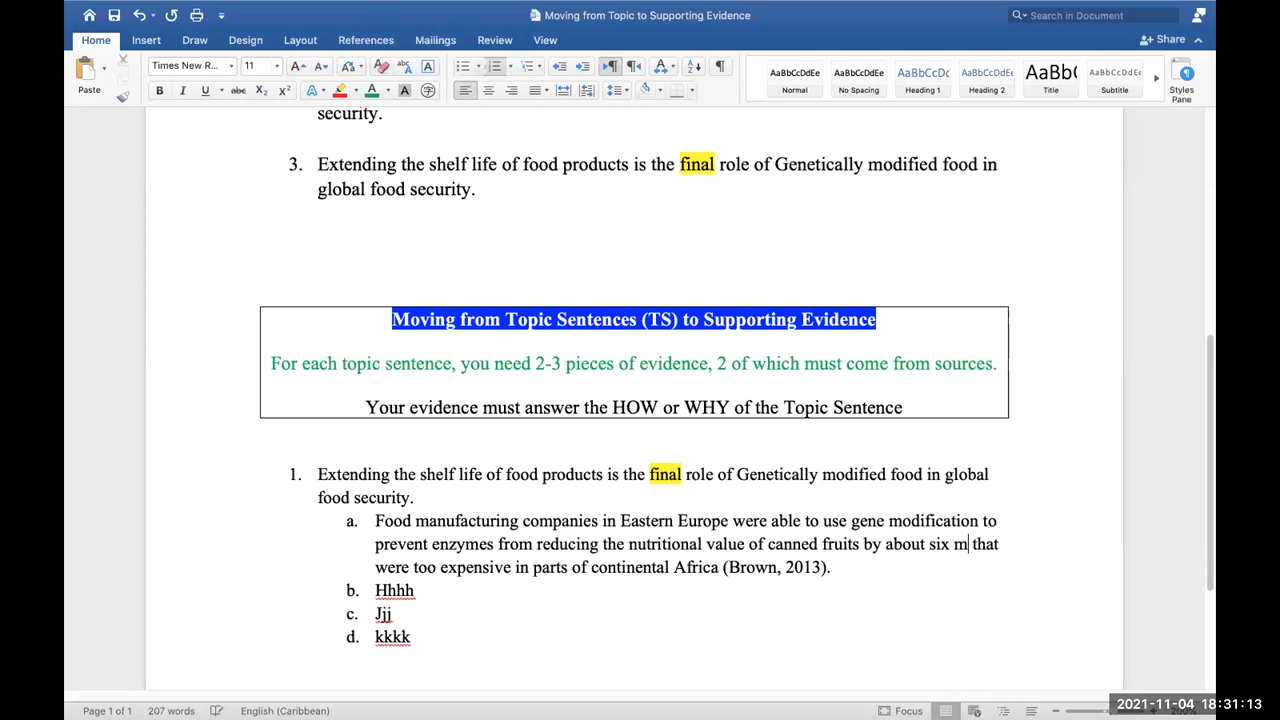 Moving from Topic to Supporting Evidence
Search in Document
Home Insert Draw Design Layout References Mailings Review View
Share
Paste
Times New R... 11
AaBbCcDdEe AaBbCcDdEe AaBbCcDc AaBbCcDdEe AaBb( AaBbCcDdEe
Normal No Spacing Heading 1 Heading 2 Title Subtitle
Styles
Pane
security.
3. Extending the shelf life of food products is the final role of Genetically modified food in
global food security.
Moving from Topic Sentences (TS) to Supporting Evidence
For each topic sentence, you need 2-3 pieces of evidence, 2 of which must come from sources.
Your evidence must answer the HOW or WHY of the Topic Sentence
1. Extending the shelf life of food products is the final role of Genetically modified food in global
food security.
a. Food manufacturing companies in Eastern Europe were able to use gene modification to
prevent enzymes from reducing the nutritional value of canned fruits by about six m that
were too expensive in parts of continental Africa (Brown, 2013).
b. Hhhh
c. Jjj
d. kkkk
Page 1 of 1 207 words English (Caribbean)
Focus
2021-11-04 18:31:13